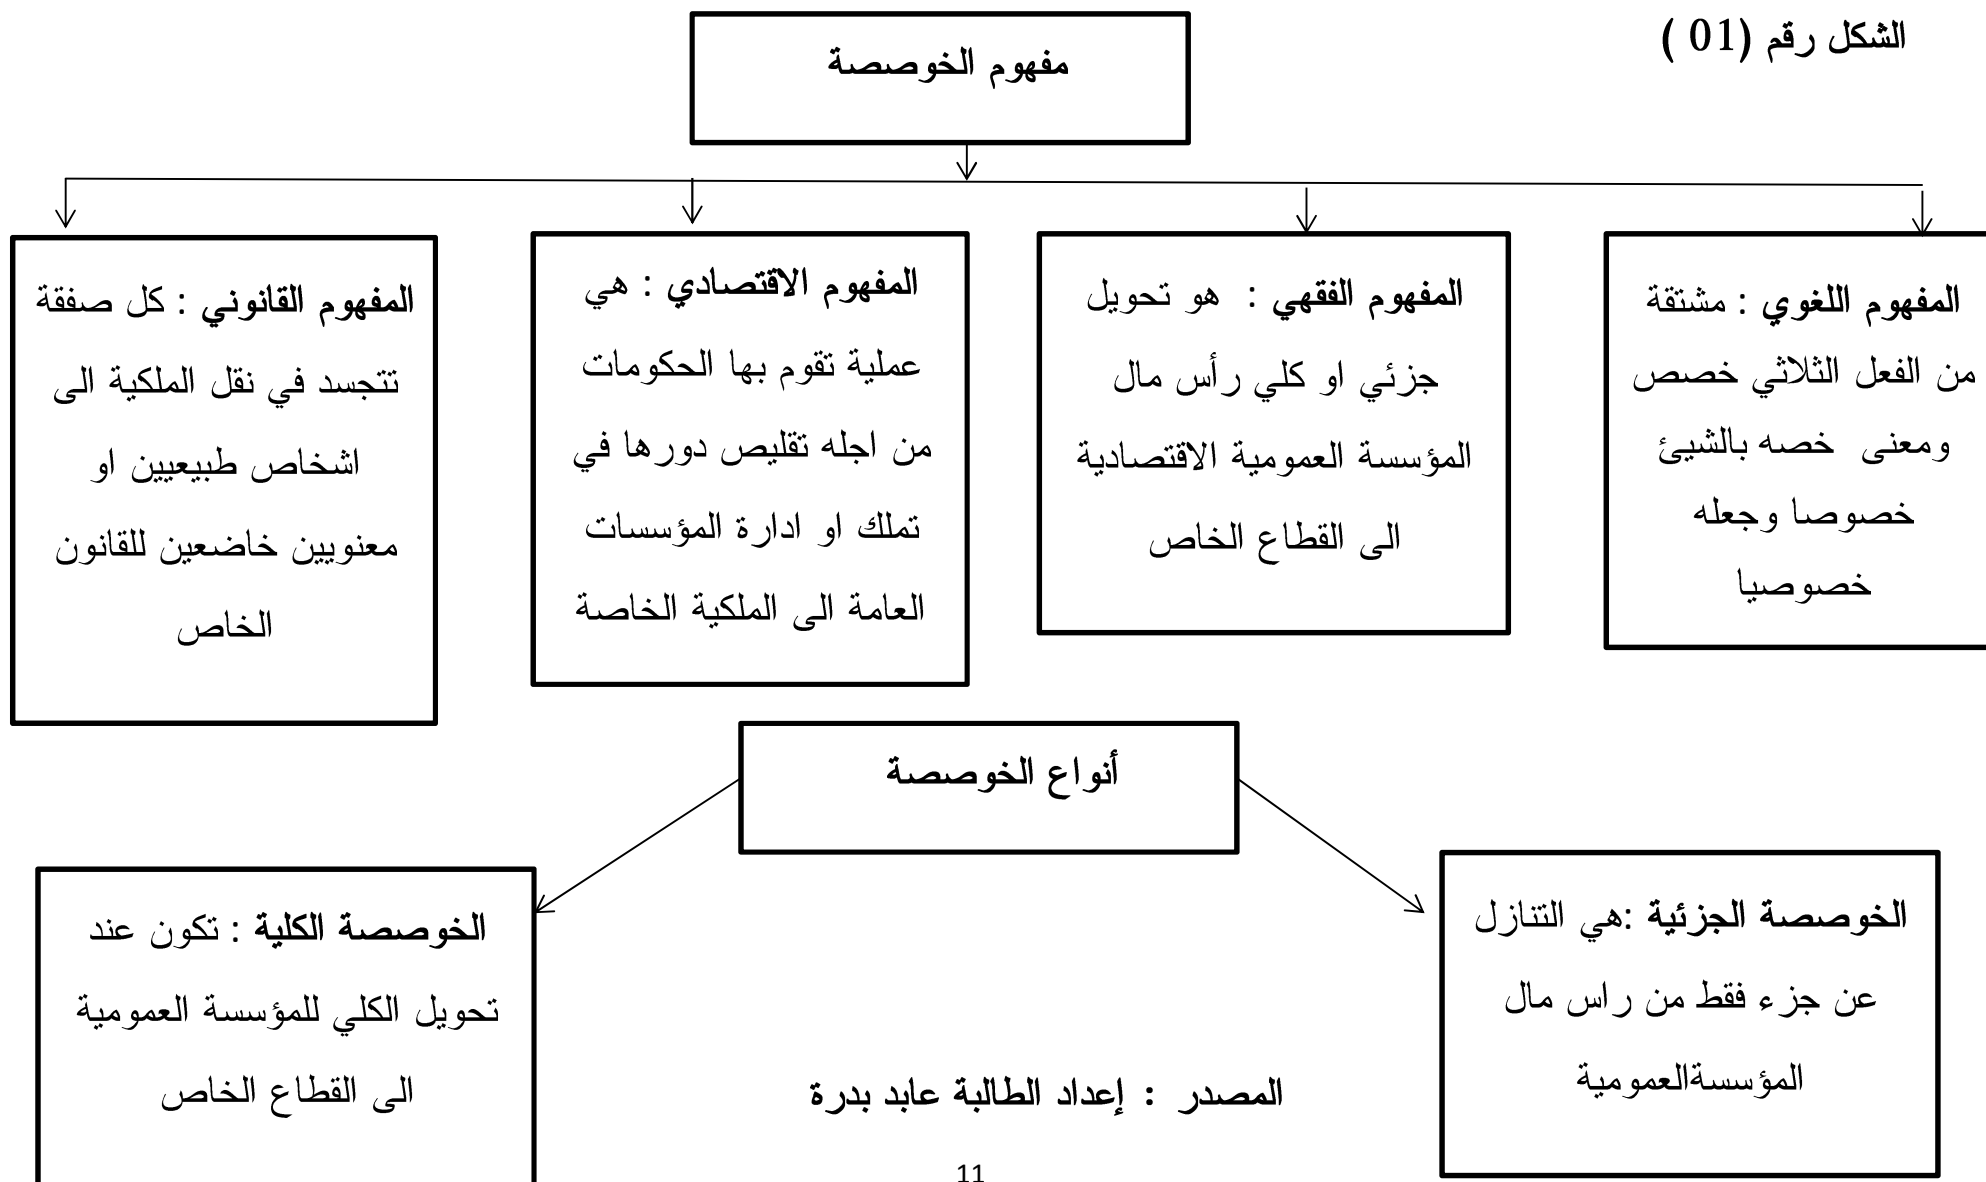 الشكل رقم (01 )
مفهوم الخوصصة
المفهوم اللغوي : مشتقة
من الفعل الثلاثي خصص
ومعنى خصه بالشيئ
خصوصا وجعله
خصوصيا
المفهوم الفقهي : هو تحويل
جزئي او كلي رأس مال
المؤسسة العمومية الاقتصادية
الى القطاع الخاص
المفهوم الاقتصادي : هي
عملية تقوم بها الحكومات
من اجله تقليص دورها في
تملك او ادارة المؤسسات
العامة الى الملكية الخاصة
المفهوم القانوني : كل صفقة
تتجسد في نقل الملكية الى
اشخاص طبيعيين او
معنويين خاضعين للقانون
الخاص
أنواع الخوصصة
الخوصصة الجزئية :هي التنازل
عن جزء فقط من راس مال
المؤسسةالعمومية
الخوصصة الكلية : تكون عند
تحويل الكلي للمؤسسة العمومية
الى القطاع الخاص
المصدر : إعداد الطالبة عابد بدرة
11